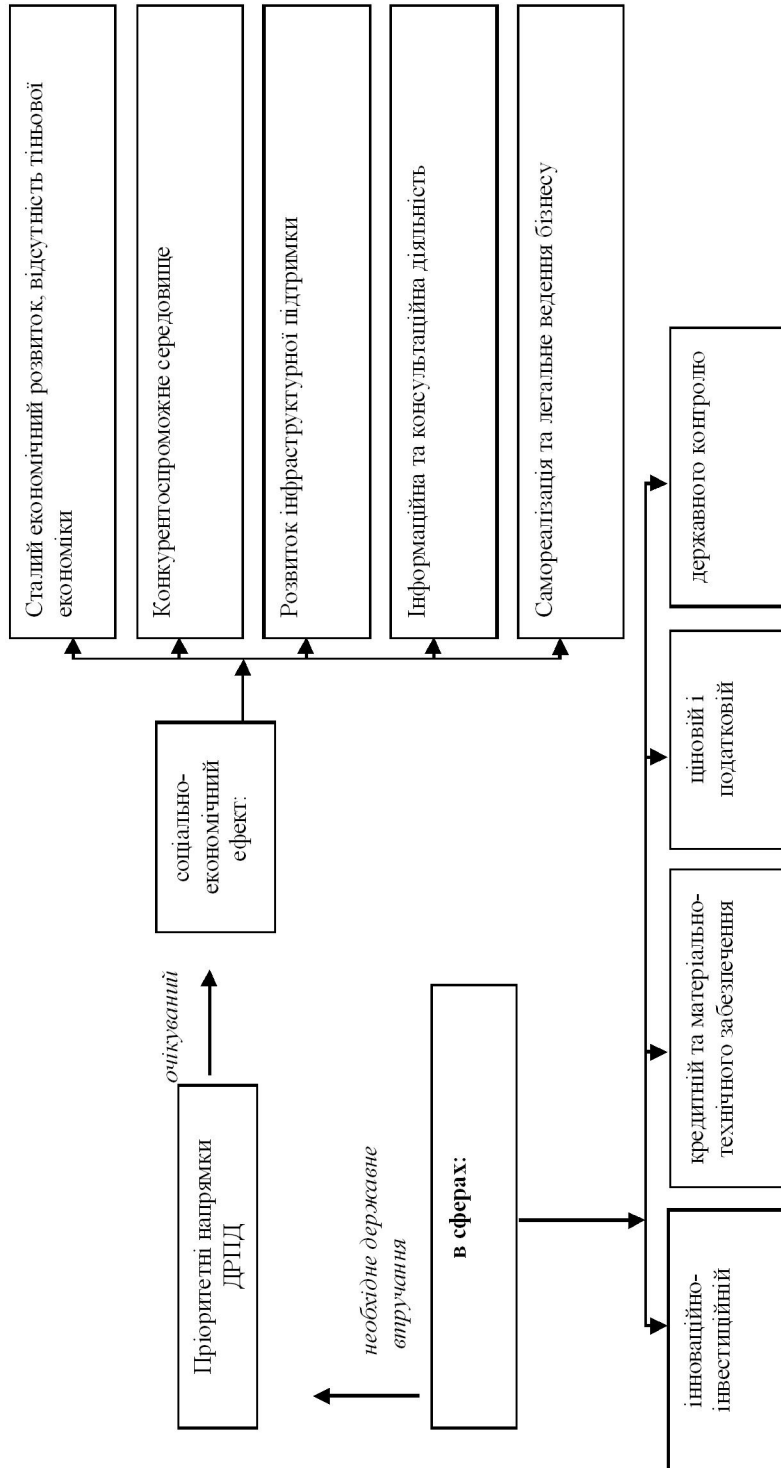 Пріоритетні напрямки
ДРПД
очікуваний
соціально-
економічний
ефект:
Сталий економічний розвиток, відсутність тіньової
економіки
Конкурентоспроможне середовище
Розвиток інфраструктурної підтримки
Інформаційна та консультаційна діяльність
Самореалізація та легальне ведення бізнесу
необхідне державне
втручання
в сферах:
інноваційно-
інвестиційній
кредитній та матеріально-
технічного забезпечення
ціновій і
податковій
державного контролю